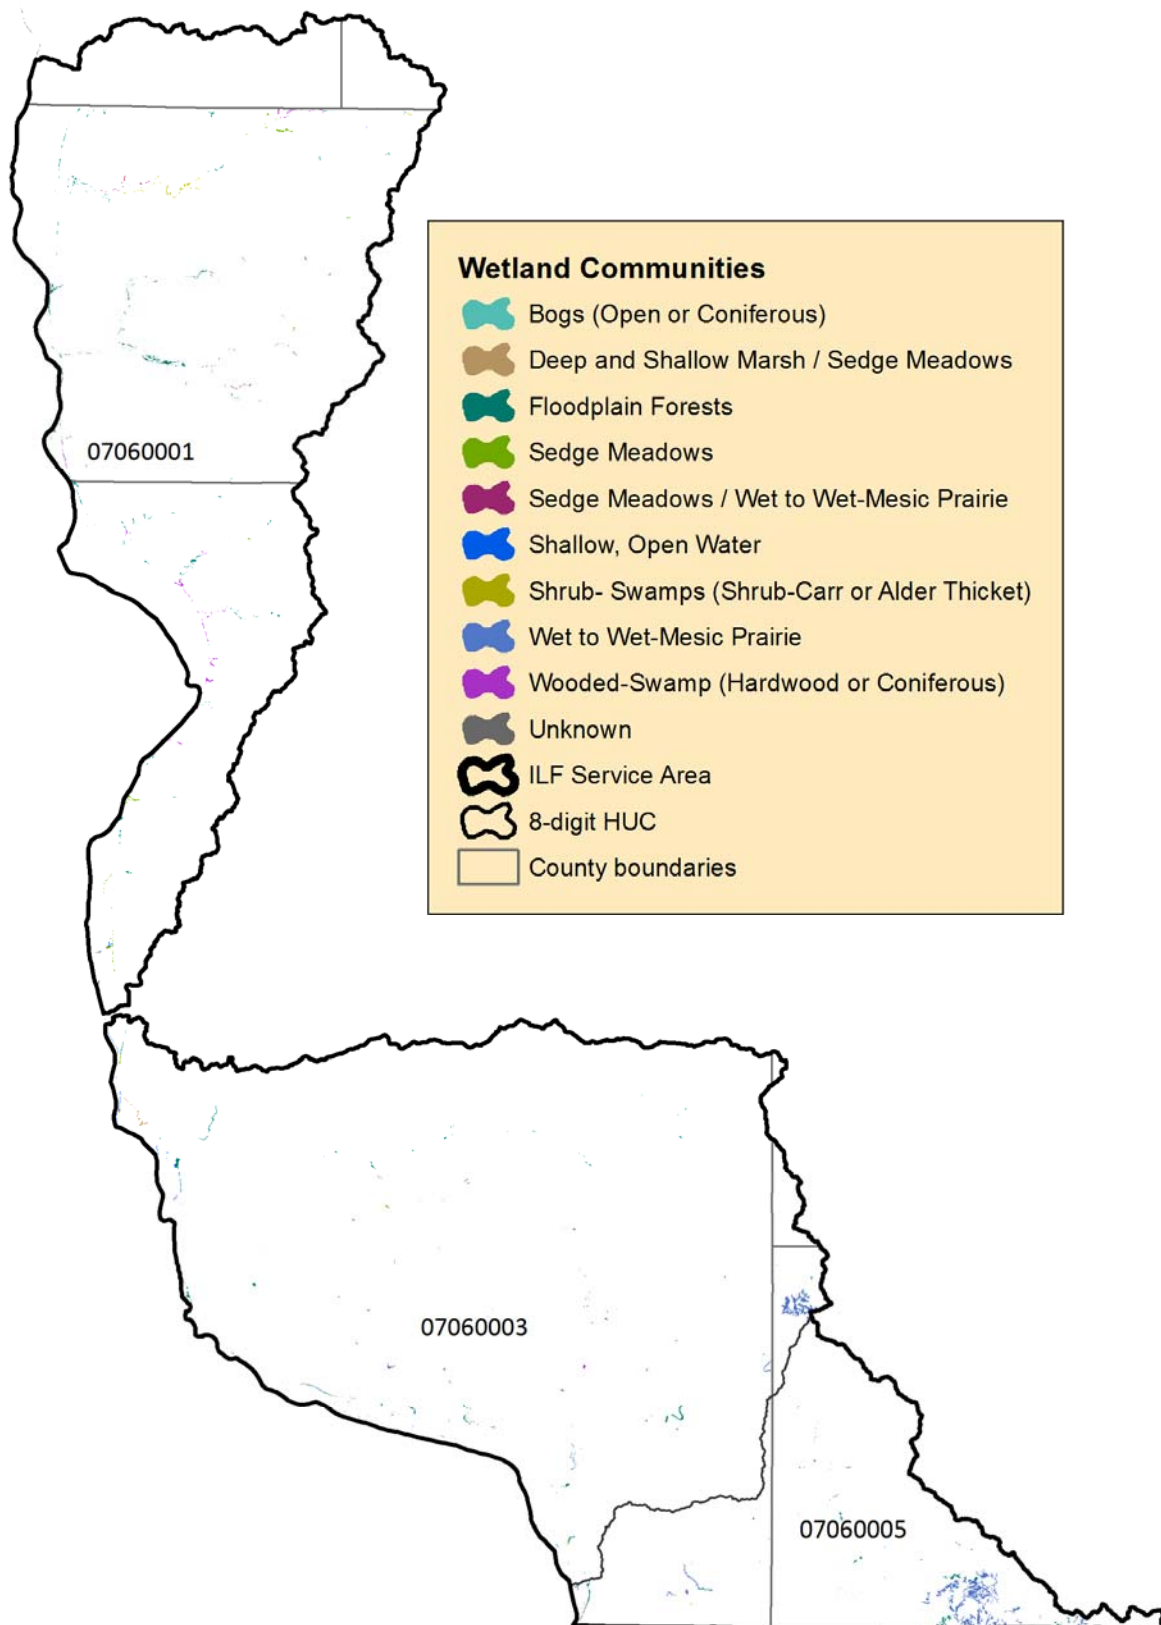 Wetland Communities
Bogs (Open or Coniferous)
Deep and Shallow Marsh / Sedge Meadows
Floodplain Forests
Sedge Meadows
Sedge Meadows / Wet to Wet-Mesic Prairie
Shallow, Open Water
Shrub- Swamps (Shrub-Carr or Alder Thicket)
Wet to Wet-Mesic Prairie
Wooded-Swamp (Hardwood or Coniferous)
Unknown
ILF Service Area
8-digit HUC
County boundaries
07060001
07060003
07060005